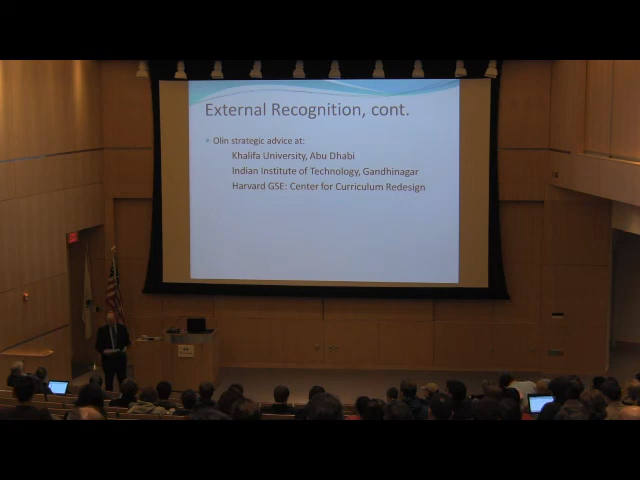 External Recognition, cont.
Olin strategic advice at:
Khalifa University, Abu Dhabi
Indian Institute of Technology, Gandhinagar
Harvard GSE: Center for Curriculum Redesign